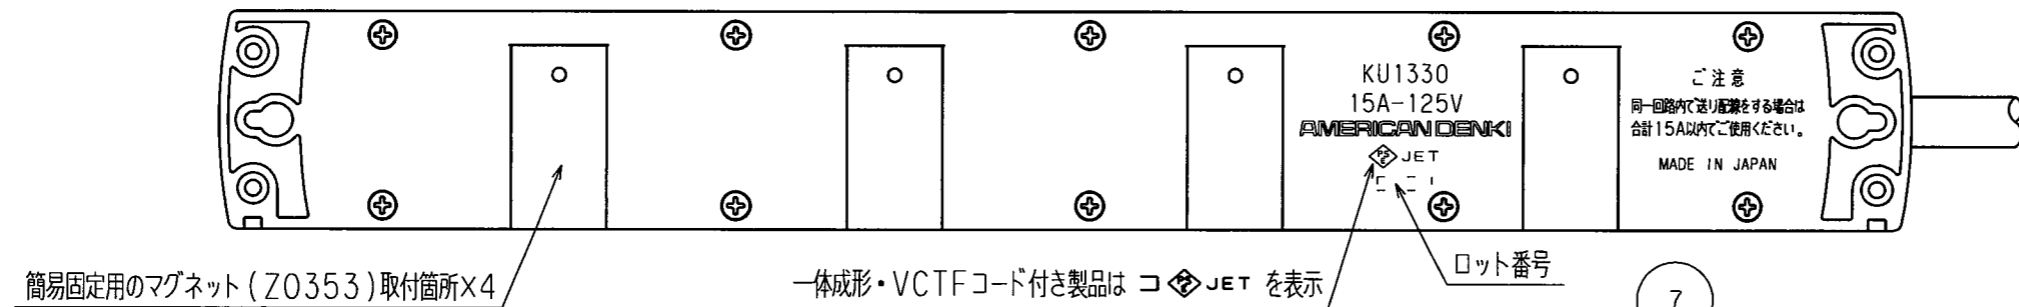 KU1330
15A-125V
AMERICAN DENKI
PS E JET
ご注意
同一回路内で送り配線をする場合は
合計15A以内でご使用ください。
MADE IN JAPAN
簡易固定用のマグネット(Z0353)取付箇所×4
一体成形・VCTFコード付き製品は コ PS E JET を表示
ロット番号
7